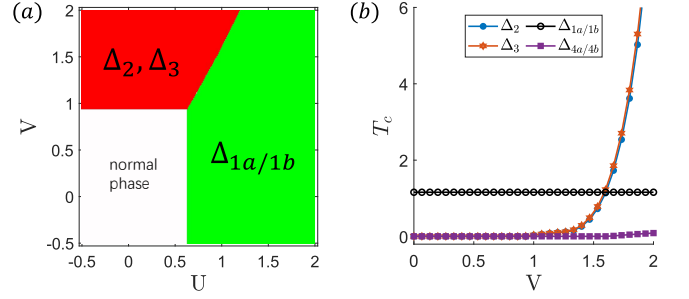 (a)
2
1.5
1
0.5
0
-0.5
V
Δ₂, Δ₃
normal
phase
Δ₁ₐ/₁b
-0.5 0 0.5 1 1.5 2
U
(b)
6
4
2
0
T_c
Δ₂ Δ₁ₐ/₁b
Δ₃ Δ₄ₐ/₄b
0 0.5 1 1.5 2
V